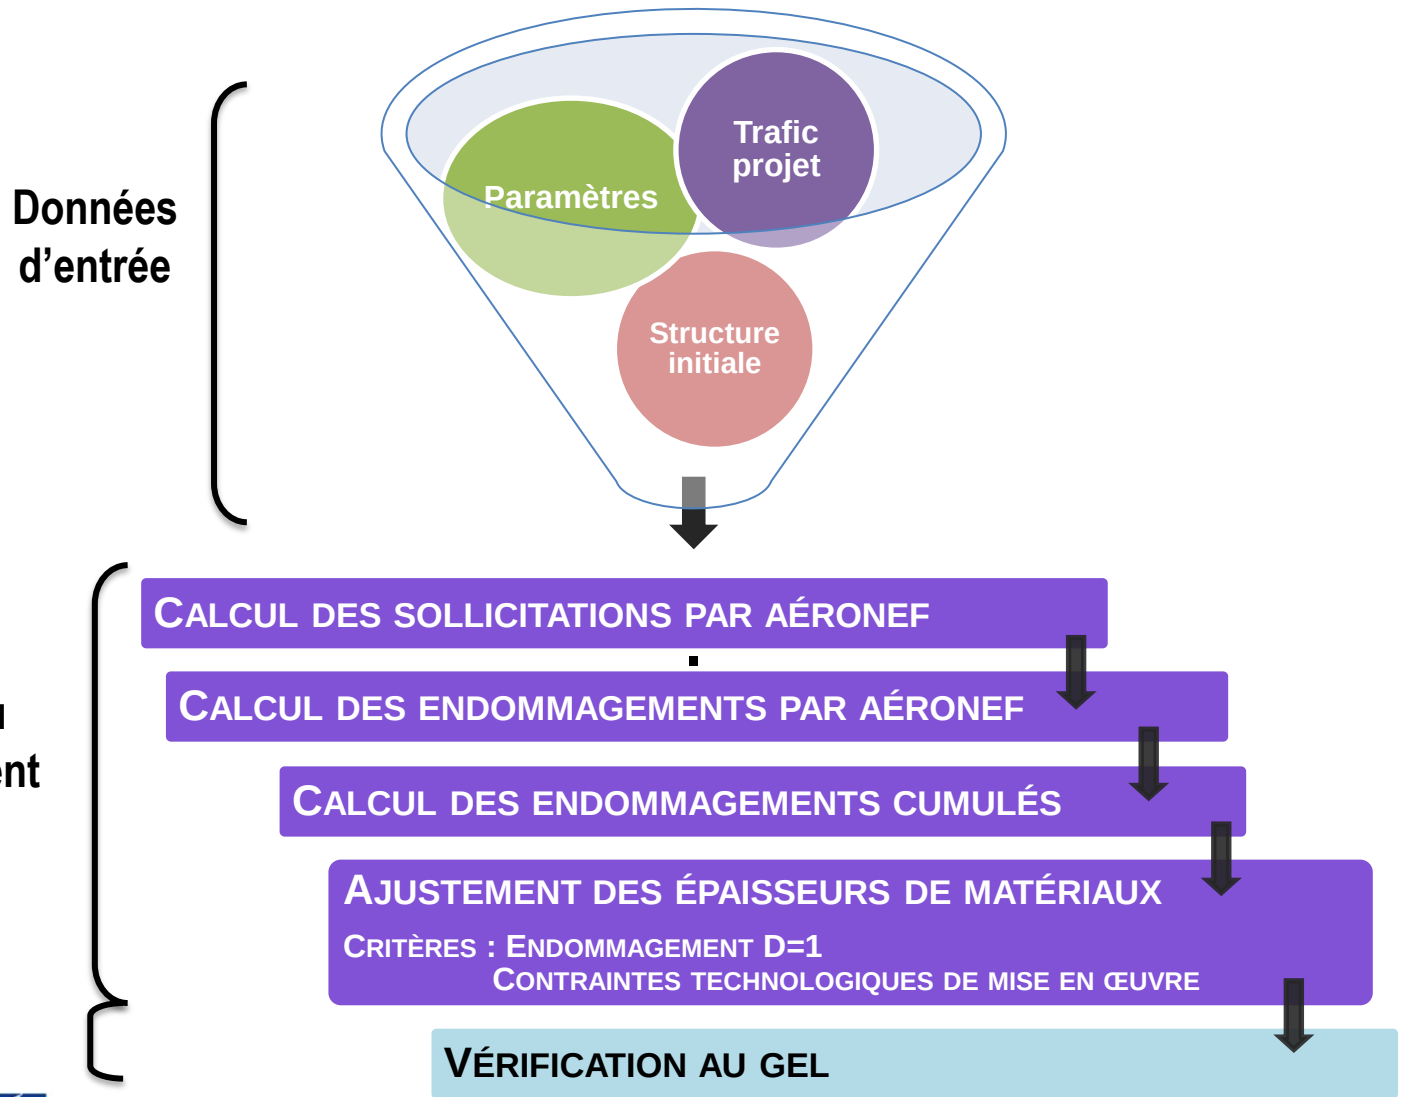 Trafic
projet
Paramètres
Données
d'entrée
Structure
initiale
CALCUL DES SOLLICITATIONS PAR AÉRONEF
CALCUL DES ENDOMMAGEMENTS PAR AÉRONEF
CALCUL DES ENDOMMAGEMENTS CUMULÉS
AJUSTEMENT DES ÉPAISSEURS DE MATÉRIAUX
CRITÈRES : ENDOMMAGEMENT D=1
CONTRAINTES TECHNOLOGIQUES DE MISE EN ŒUVRE
VÉRIFICATION AU GEL